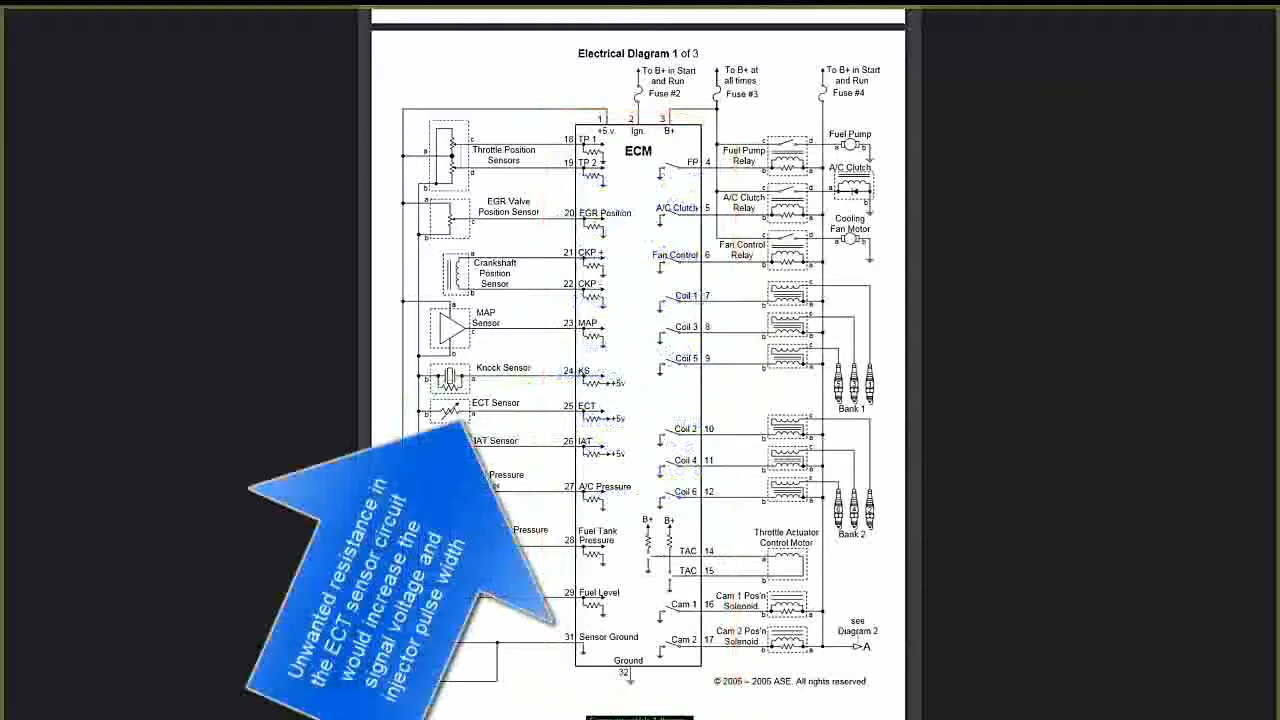 Electrical Diagram 1 of 3
To B+ in Start
and Run
Fuse #2
To B+ at
all times
Fuse #3
To B+ in Start
and Run
Fuse #4
1
2
3
+5 v.
Ign.
B+
ECM
Throttle Position
Sensors
a
b
c
d
18
TP 1
19
TP 2
EGR Valve
Position Sensor
a
b
c
20
EGR Position
Crankshaft
Position
Sensor
a
b
21
CKP +
22
CKP -
MAP
Sensor
a
b
c
23
MAP
Knock Sensor
b
a
24
KS
+5v
ECT Sensor
b
a
25
ECT
+5v
IAT Sensor
26
IAT
+5v
Pressure
27
A/C Pressure
Pressure
28
Fuel Tank
Pressure
29
Fuel Level
31
Sensor Ground
Ground
32
FP
4
Fuel Pump
Relay
c
d
b
a
Fuel Pump
A/C Clutch
5
A/C Clutch
Relay
c
d
b
a
A/C Clutch
a
b
Fan Control
6
Fan Control
Relay
c
d
b
a
Cooling
Fan Motor
Coil 1
7
Coil 3
8
Coil 5
9
Bank 1
Coil 2
10
Coil 4
11
Coil 6
12
Bank 2
B+
B+
TAC
14
TAC
15
Throttle Actuator
Control Motor
a
b
Cam 1
16
Cam 1 Pos'n
Solenoid
b
a
Cam 2
17
Cam 2 Pos'n
Solenoid
b
a
see
Diagram 2
A
© 2005 – 2006 ASE. All rights reserved
Unwanted resistance in
the ECT sensor circuit
would increase the
signal voltage and
injector pulse width